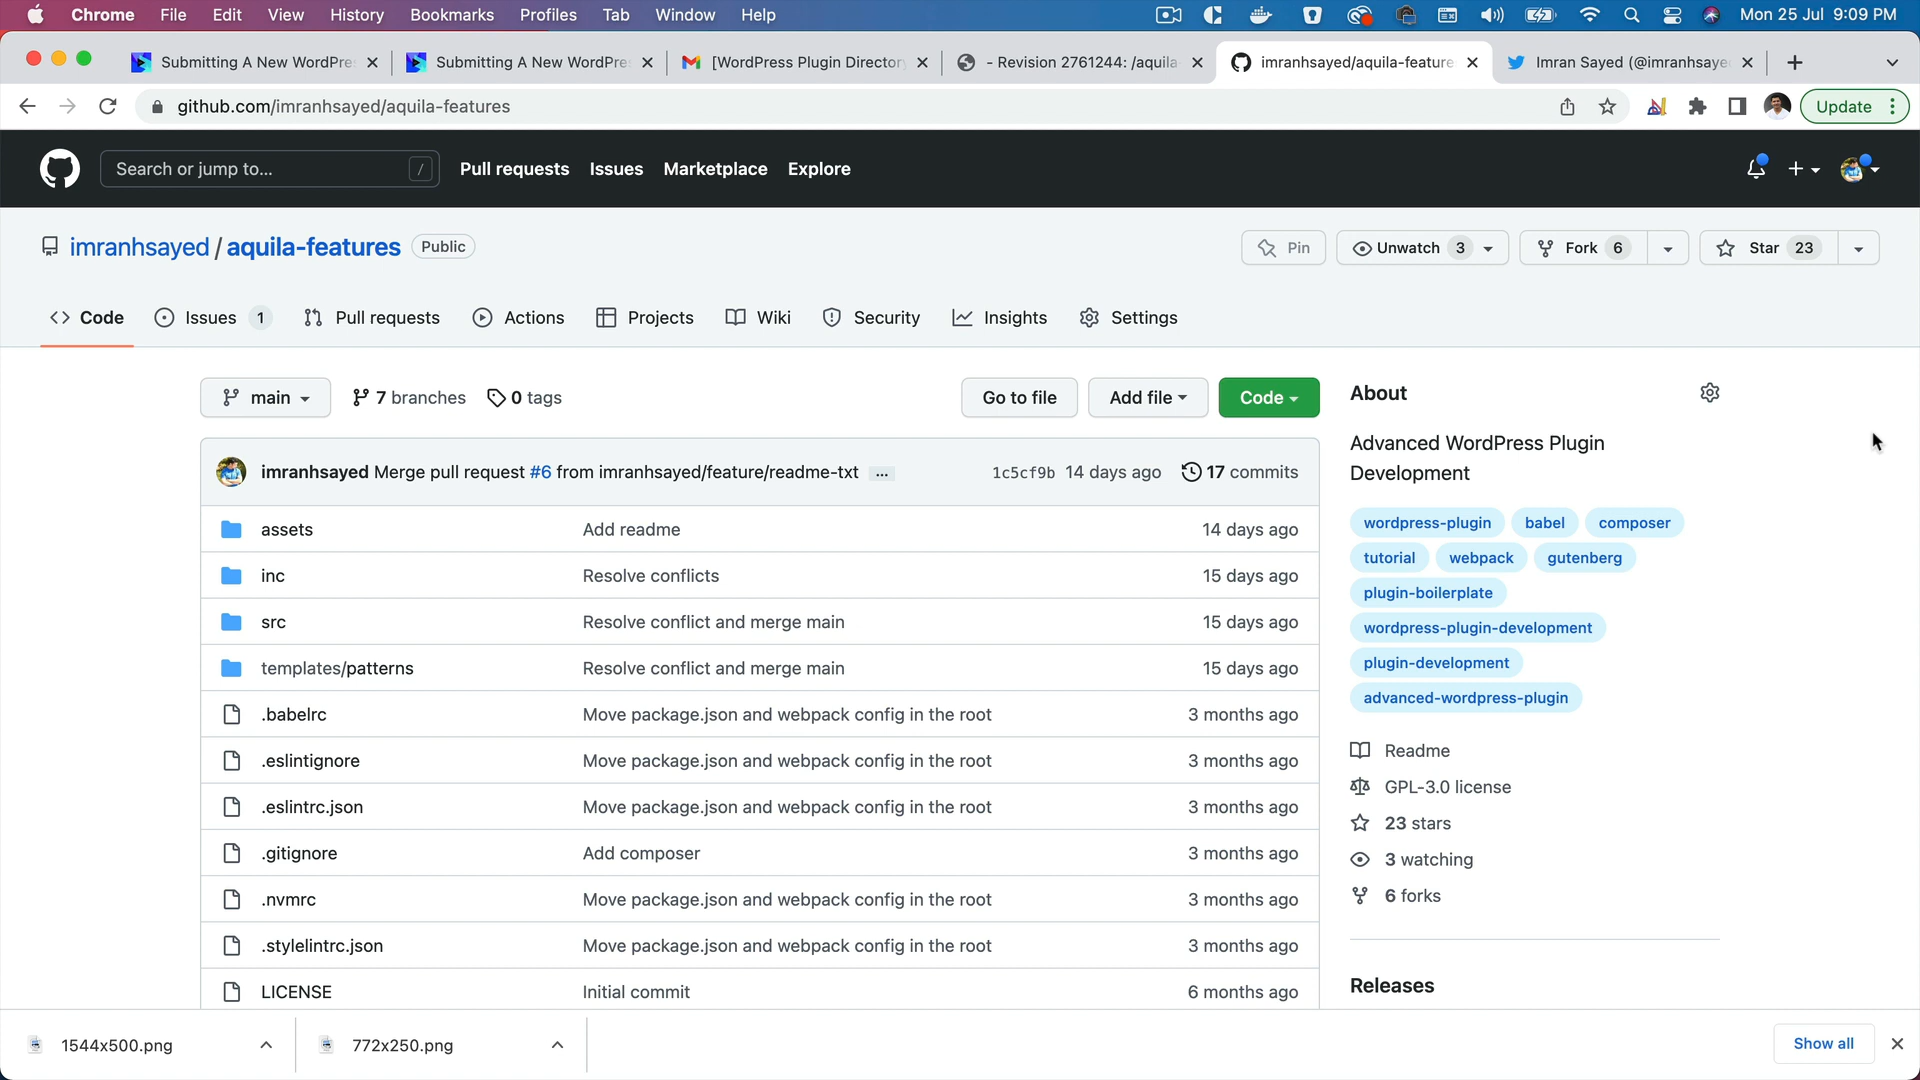 Chrome File Edit View History Bookmarks Profiles Tab Window Help Mon 25 Jul 9:09 PM
Submitting A New WordPre Submitting A New WordPre [WordPress Plugin Directory - Revision 2761244: /aquila imranhsayed/aquila-feature Imran Sayed (@imranhsaye
github.com/imranhsayed/aquila-features Update
Search or jump to... / Pull requests Issues Marketplace Explore
imranhsayed / aquila-features Public Pin Unwatch 3 Fork 6 Star 23
Code Issues 1 Pull requests Actions Projects Wiki Security Insights Settings
main 7 branches 0 tags Go to file Add file Code
imranhsayed Merge pull request #6 from imranhsayed/feature/readme-txt ... 1c5cf9b 14 days ago 17 commits
assets Add readme 14 days ago
inc Resolve conflicts 15 days ago
src Resolve conflict and merge main 15 days ago
templates/patterns Resolve conflict and merge main 15 days ago
.babelrc Move package.json and webpack config in the root 3 months ago
.eslintignore Move package.json and webpack config in the root 3 months ago
.eslintrc.json Move package.json and webpack config in the root 3 months ago
.gitignore Add composer 3 months ago
.nvmrc Move package.json and webpack config in the root 3 months ago
.stylelintrc.json Move package.json and webpack config in the root 3 months ago
LICENSE Initial commit 6 months ago
About
Advanced WordPress Plugin
Development
wordpress-plugin babel composer
tutorial webpack gutenberg
plugin-boilerplate
wordpress-plugin-development
plugin-development
advanced-wordpress-plugin
Readme
GPL-3.0 license
23 stars
3 watching
6 forks
Releases
1544x500.png 772x250.png Show all